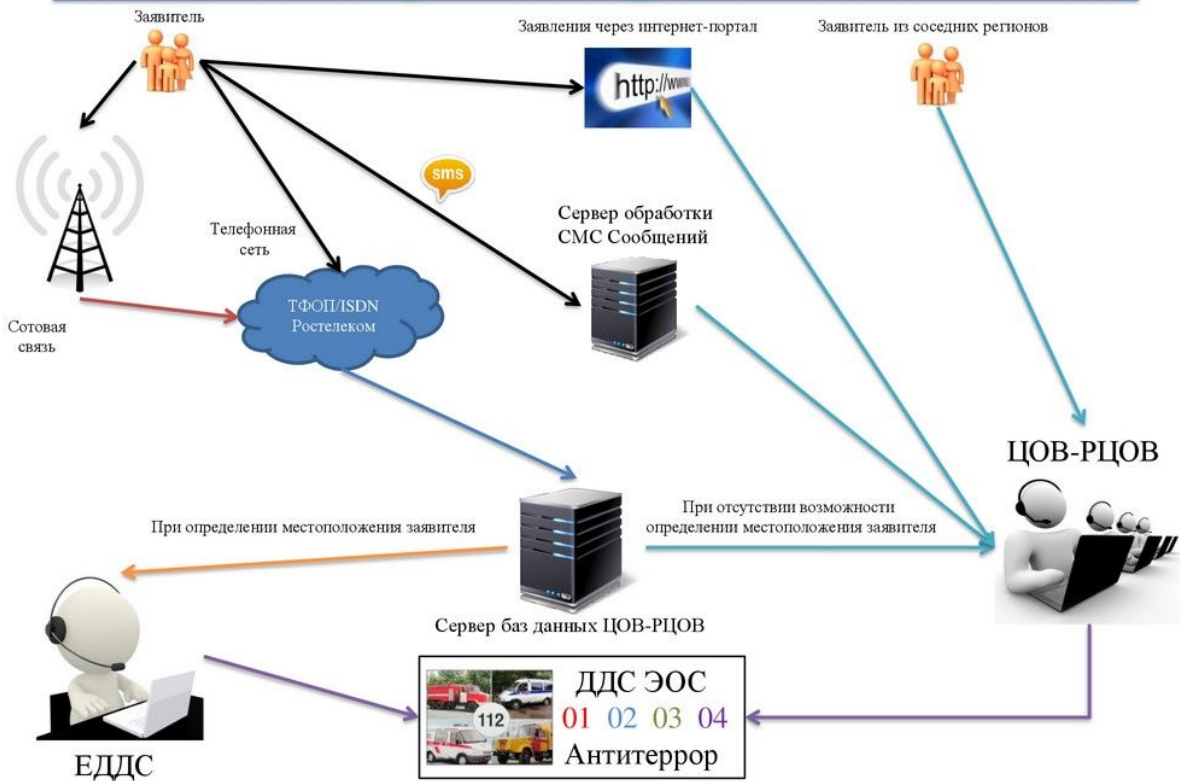 Заявитель
Заявления через интернет-портал
Заявитель из соседних регионов
http://www
sms
Сервер обработки
СМС Сообщений
Телефонная
сеть
ТФОП/ISDN
Ростелеком
Сотовая
связь
ЦОВ-РЦОВ
При определении местоположения заявителя
При отсутствии возможности
определении местоположения заявителя
Сервер баз данных ЦОВ-РЦОВ
ЕДДС
112
ДДС ЭОС
01 02 03 04
Антитеррор